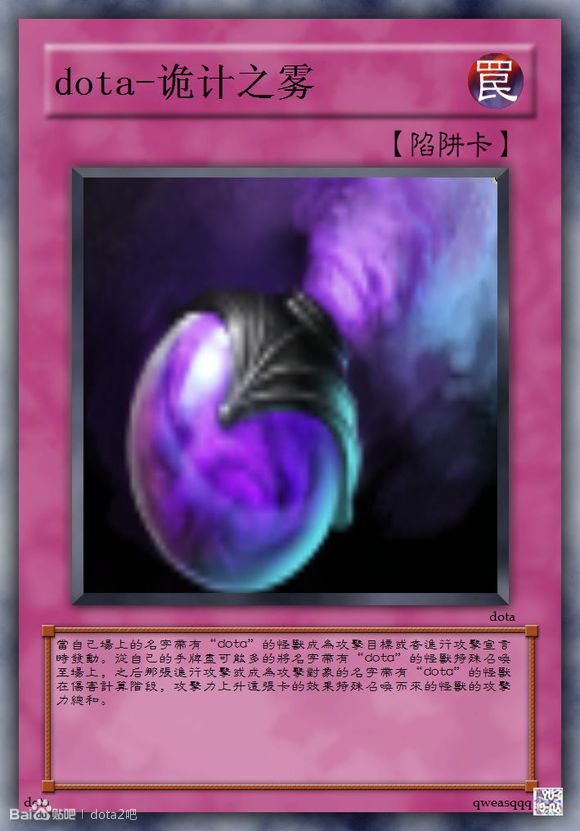 dota-诡计之雾
罠
【陷阱卡】
dota
當自己場上的名字帶有“dota”的怪獸成為攻擊目標或者進行攻擊宣言
時發動。從自己的手牌盡可能多的將名字帶有“dota”的怪獸特殊召喚
至場上，之后那張進行攻擊或成為攻擊對象的名字帶有“dota”的怪獸
在傷害計算階段，攻擊力上升這張卡的效果特殊召喚而來的怪獸的攻擊
力總和。
qweasqqq
Bai贴吧 | dota2吧